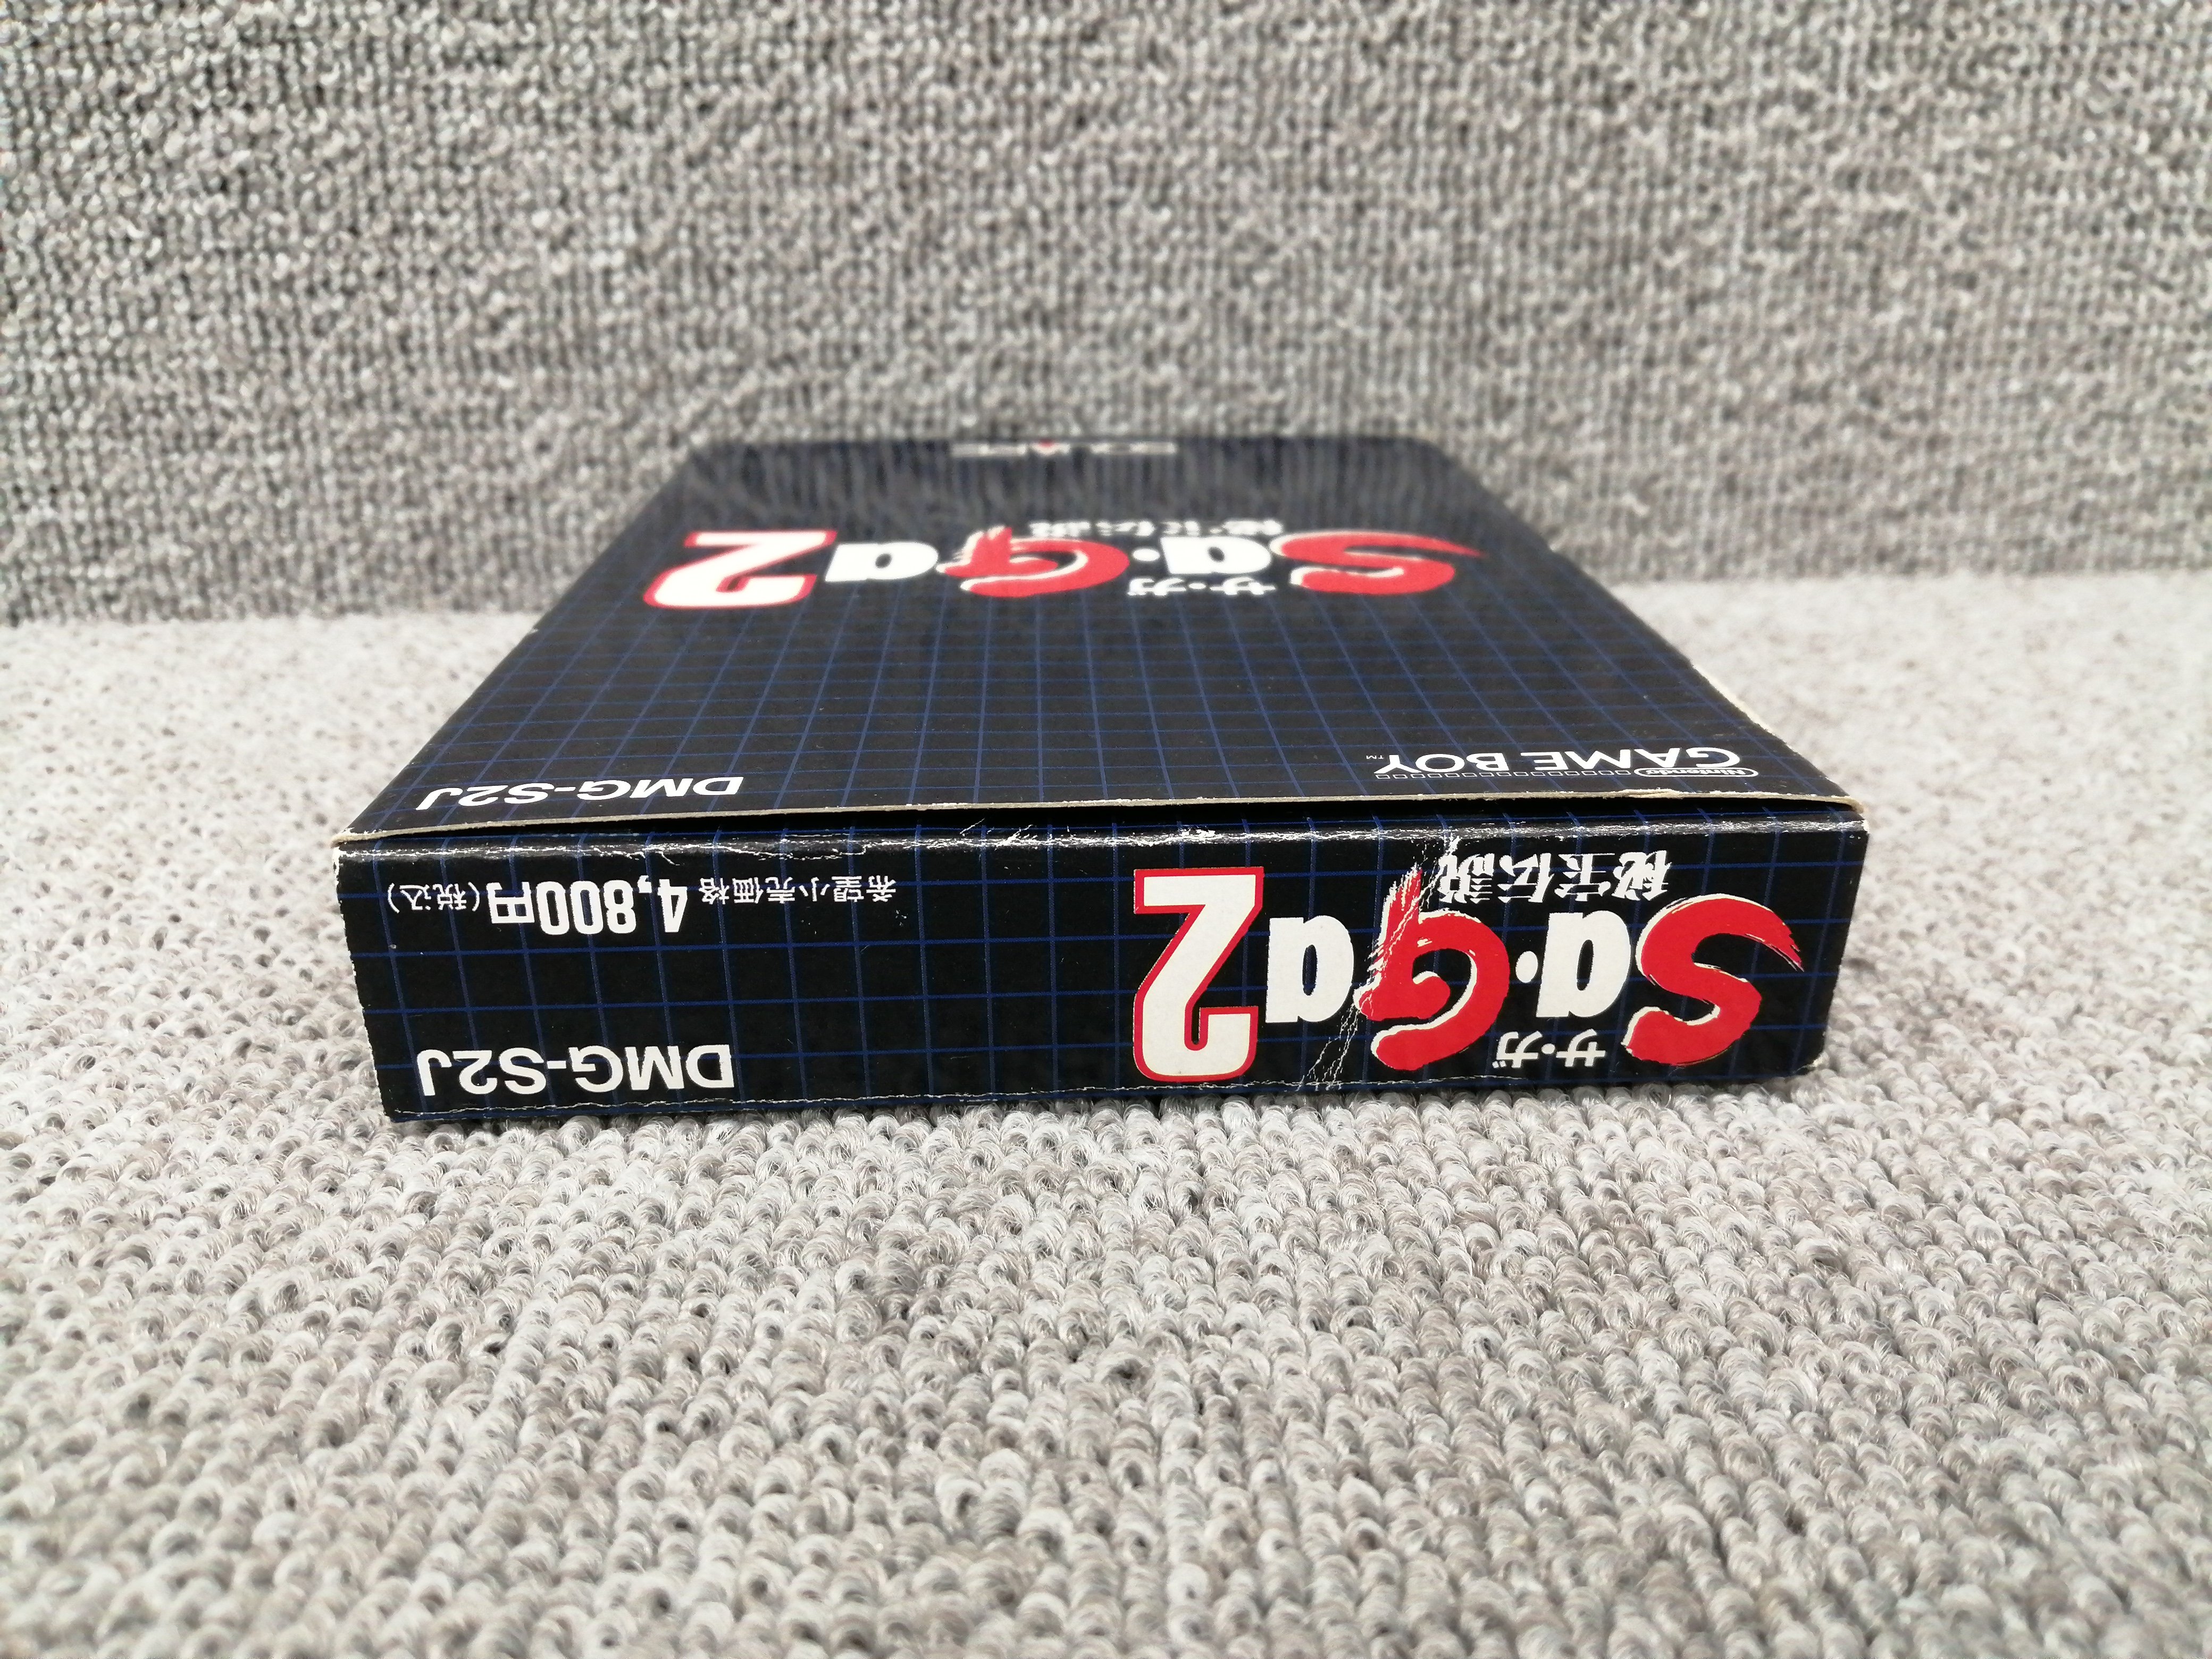 Nintendo
GAME BOY™
DMG-S2J
サ・ガ
Sa・Ga2
秘宝伝説
SQUARE
サ・ガ
Sa・Ga2
秘宝伝説
DMG-S2J
希望小売価格 4,800円(税込)